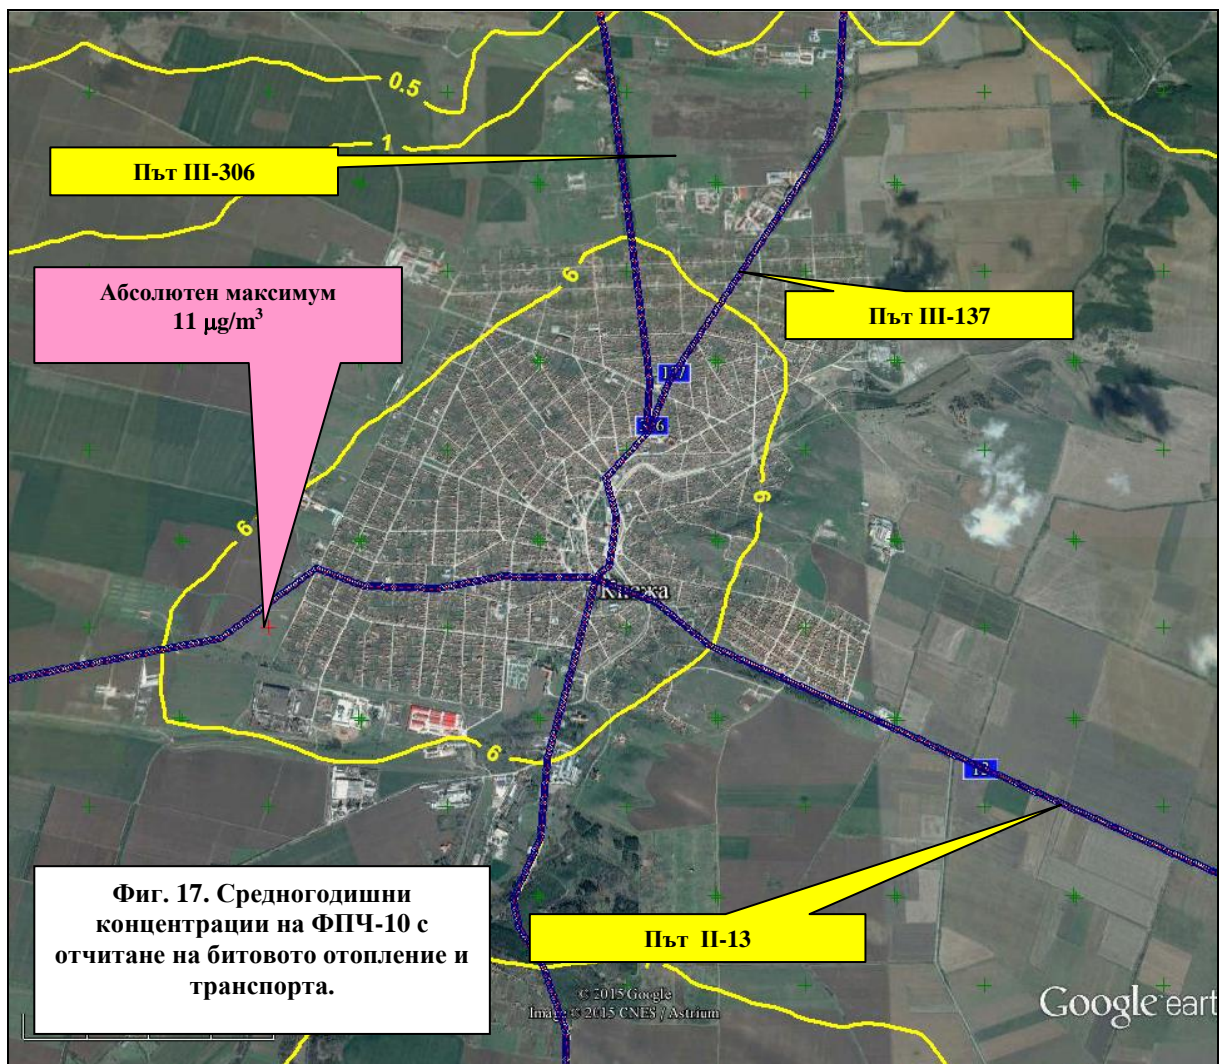 0.5
1
Път III-306
6
Абсолютен максимум
11 µg/m³
Път III-137
137
306
6
6
Кнежа
6
13
Фиг. 17. Средногодишни
концентрации на ФПЧ-10 с
отчитане на битовото отопление и
транспорта.
Път II-13
© 2015 Google
Image © 2015 CNES / Astrium
Google eart